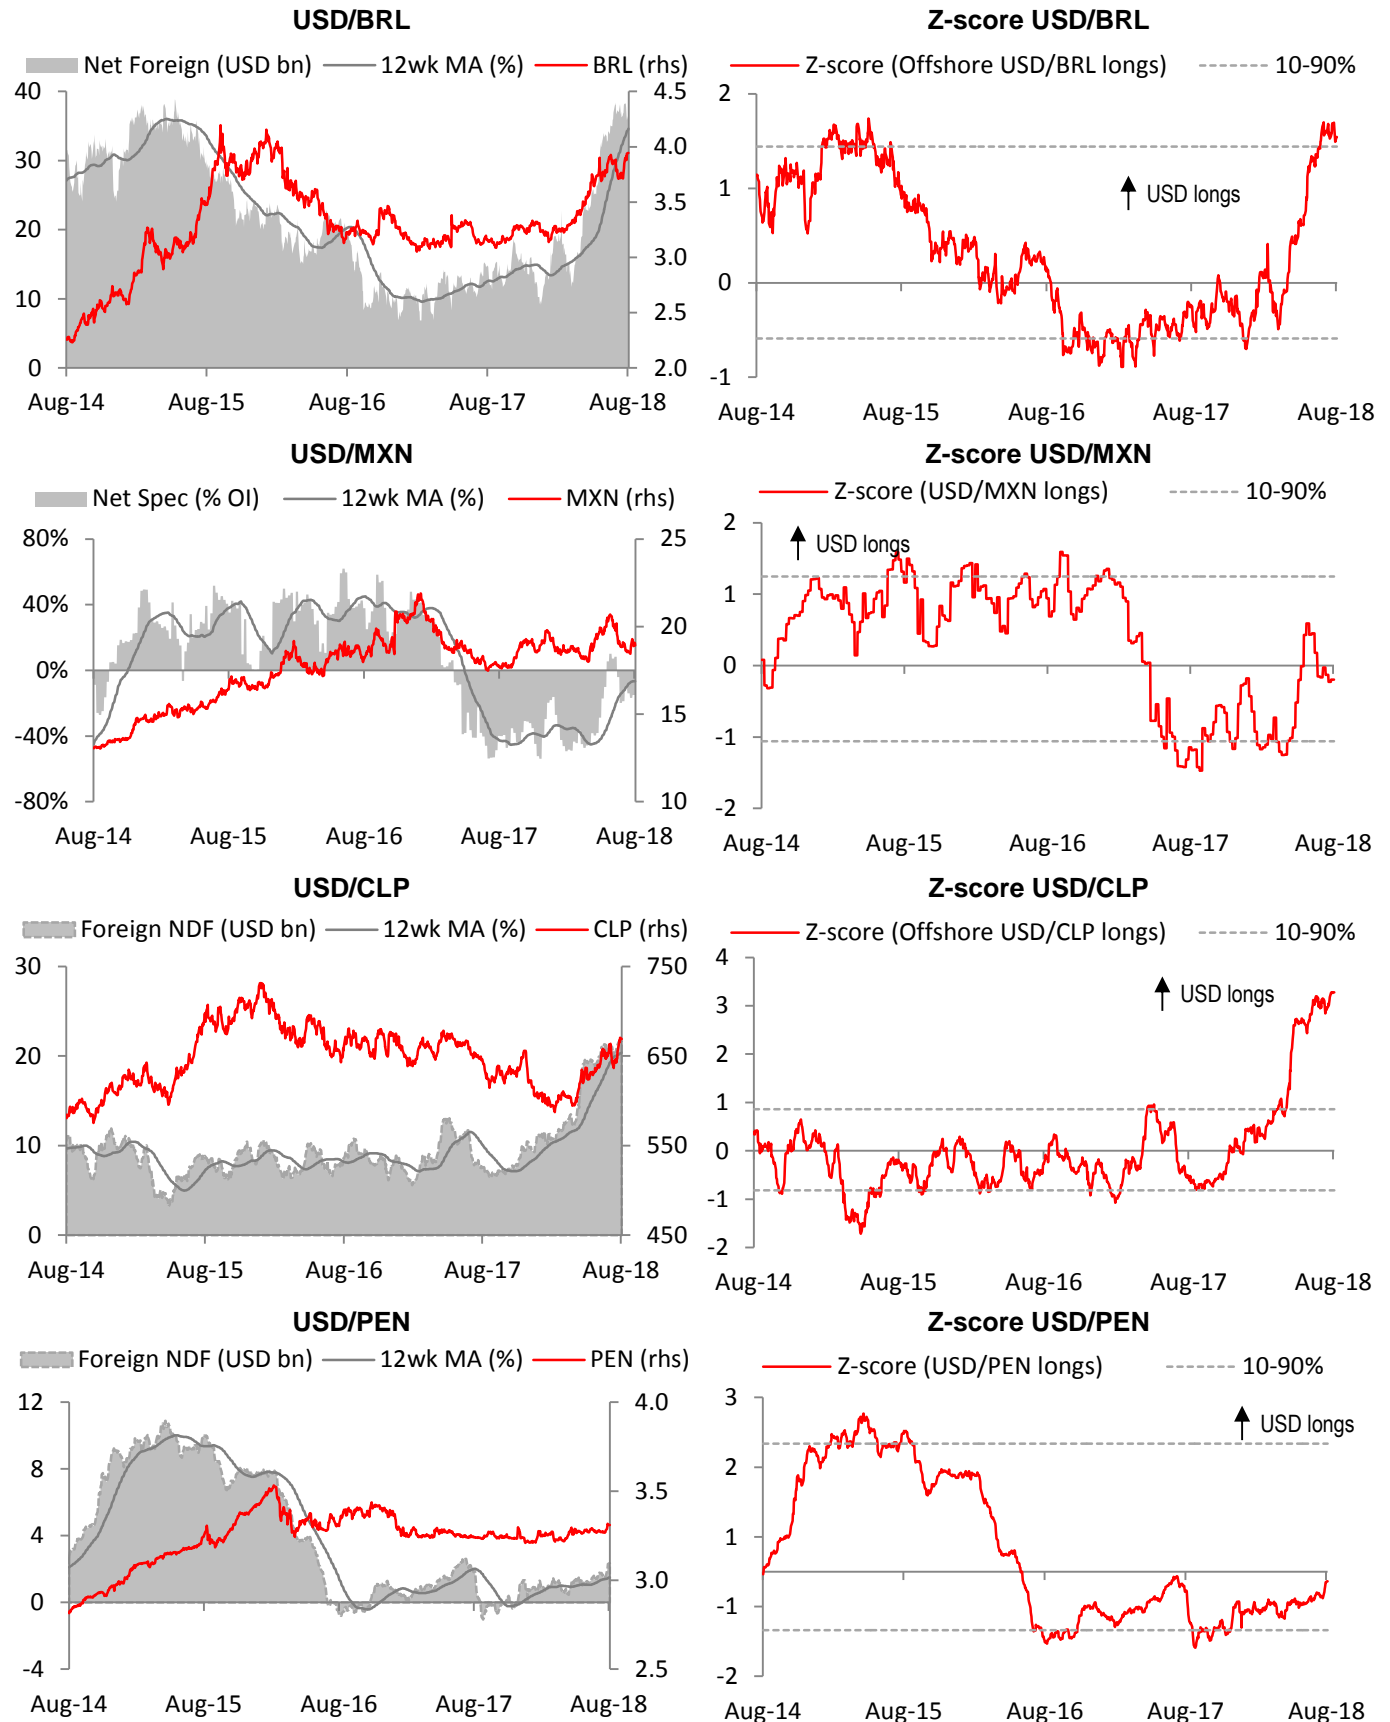 USD/BRL
Net Foreign (USD bn) 12wk MA (%) BRL (rhs)
40 4.5
30 4.0
3.5
20 3.0
10 2.5
0 2.0
Aug-14 Aug-15 Aug-16 Aug-17 Aug-18
Z-score USD/BRL
Z-score (Offshore USD/BRL longs) 10-90%
2
1
USD longs
0
-1
Aug-14 Aug-15 Aug-16 Aug-17 Aug-18
USD/MXN
Net Spec (% OI) 12wk MA (%) MXN (rhs)
80% 25
40% 20
0%
-40% 15
-80% 10
Aug-14 Aug-15 Aug-16 Aug-17 Aug-18
Z-score USD/MXN
Z-score (USD/MXN longs) 10-90%
2
USD longs
1
0
-1
-2
Aug-14 Aug-15 Aug-16 Aug-17 Aug-18
USD/CLP
Foreign NDF (USD bn) 12wk MA (%) CLP (rhs)
30 750
20 650
10 550
0 450
Aug-14 Aug-15 Aug-16 Aug-17 Aug-18
Z-score USD/CLP
Z-score (Offshore USD/CLP longs) 10-90%
4
USD longs
3
2
1
0
-1
-2
Aug-14 Aug-15 Aug-16 Aug-17 Aug-18
USD/PEN
Foreign NDF (USD bn) 12wk MA (%) PEN (rhs)
12 4.0
8 3.5
4
3.0
0
-4 2.5
Aug-14 Aug-15 Aug-16 Aug-17 Aug-18
Z-score USD/PEN
Z-score (USD/PEN longs) 10-90%
3
USD longs
2
1
-1
-2
Aug-14 Aug-15 Aug-16 Aug-17 Aug-18